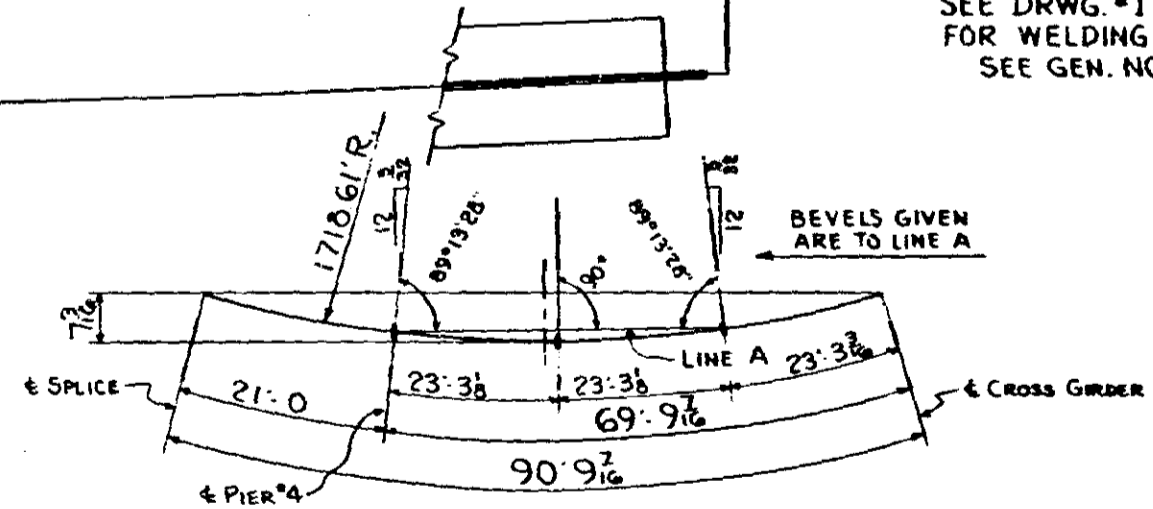 SEE DRWG. #1
FOR WELDING
SEE GEN. NO
1718 61' R.
3/32
12
89° 13' 28"
90°
89° 13' 28"
12
BEVELS GIVEN
ARE TO LINE A
7 3/16
LINE A
℄ SPLICE
21'-0
23'-3 1/8
23'-3 1/8
23'-3 3/16
69'-9 7/16
℄ CROSS GIRDER
90'9 7/16
℄ PIER #4